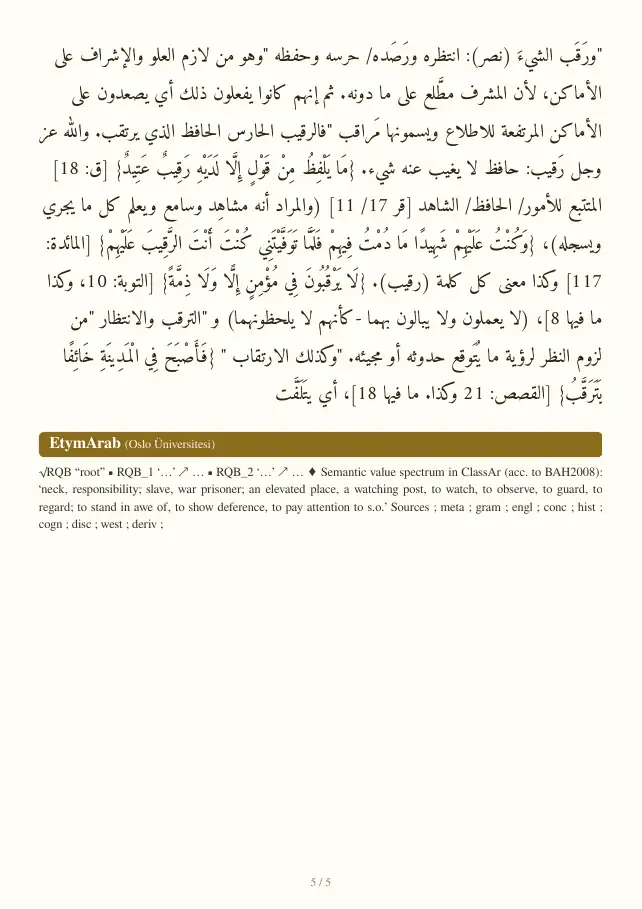 "ورَقَب الشيءَ (نصر): انتظره ورَصَده/ حرسه وحفظه "وهو من لازم العلو والإشراف على
الأماكن، لأن المشرف مطَّلع على ما دونه. ثم إنهم كانوا يفعلون ذلك أي يصعدون على
الأماكن المرتفعة للاطلاع ويسمونها مَراقب "فالرقيب الحارس الحافظ الذي يرتقب. والله عز
وجل رَقيب: حافظ لا يغيب عنه شيء. {مَا يَلْفِظُ مِنْ قَوْلٍ إِلَّا لَدَيْهِ رَقِيبٌ عَتِيدٌ} [ق: 18]
المتتبع للأمور/ الحافظ/ الشاهد [قر 17/ 11] (والمراد أنه مشاهِد وسامع ويعلم كل ما يجري
ويسجله)، {وَكُنْتُ عَلَيْهِمْ شَهِيدًا مَا دُمْتُ فِيهِمْ فَلَمَّا تَوَفَّيْتَنِي كُنْتَ أَنْتَ الرَّقِيبَ عَلَيْهِمْ} [المائدة:
117] وكذا معنى كل كلمة (رقيب). {لَا يَرْقُبُونَ فِي مُؤْمِنٍ إِلًّا وَلَا ذِمَّةً} [التوبة: 10، وكذا
ما فيها 8]، (لا يعملون ولا يبالون بهما - كأنهم لا يلحظونهما) و "الترقب والانتظار "من
لزوم النظر لرؤية ما يُتَوقع حدوثه أو مجيئه. "وكذلك الارتقاب " {فَأَصْبَحَ فِي الْمَدِينَةِ خَائِفًا
يَتَرَقَّبُ} [القصص: 21 وكذا. ما فيها 18]، أي يتَلَفَّت
EtymArab (Oslo Üniversitesi)
√RQB “root” ▪ RQB_1 ‘…’ ↗ … ▪ RQB_2 ‘…’ ↗ … ♦ Semantic value spectrum in ClassAr (acc. to BAH2008):
‘neck, responsibility; slave, war prisoner; an elevated place, a watching post, to watch, to observe, to guard, to
regard; to stand in awe of, to show deference, to pay attention to s.o.’ Sources ; meta ; gram ; engl ; conc ; hist ;
cogn ; disc ; west ; deriv ;
5 / 5